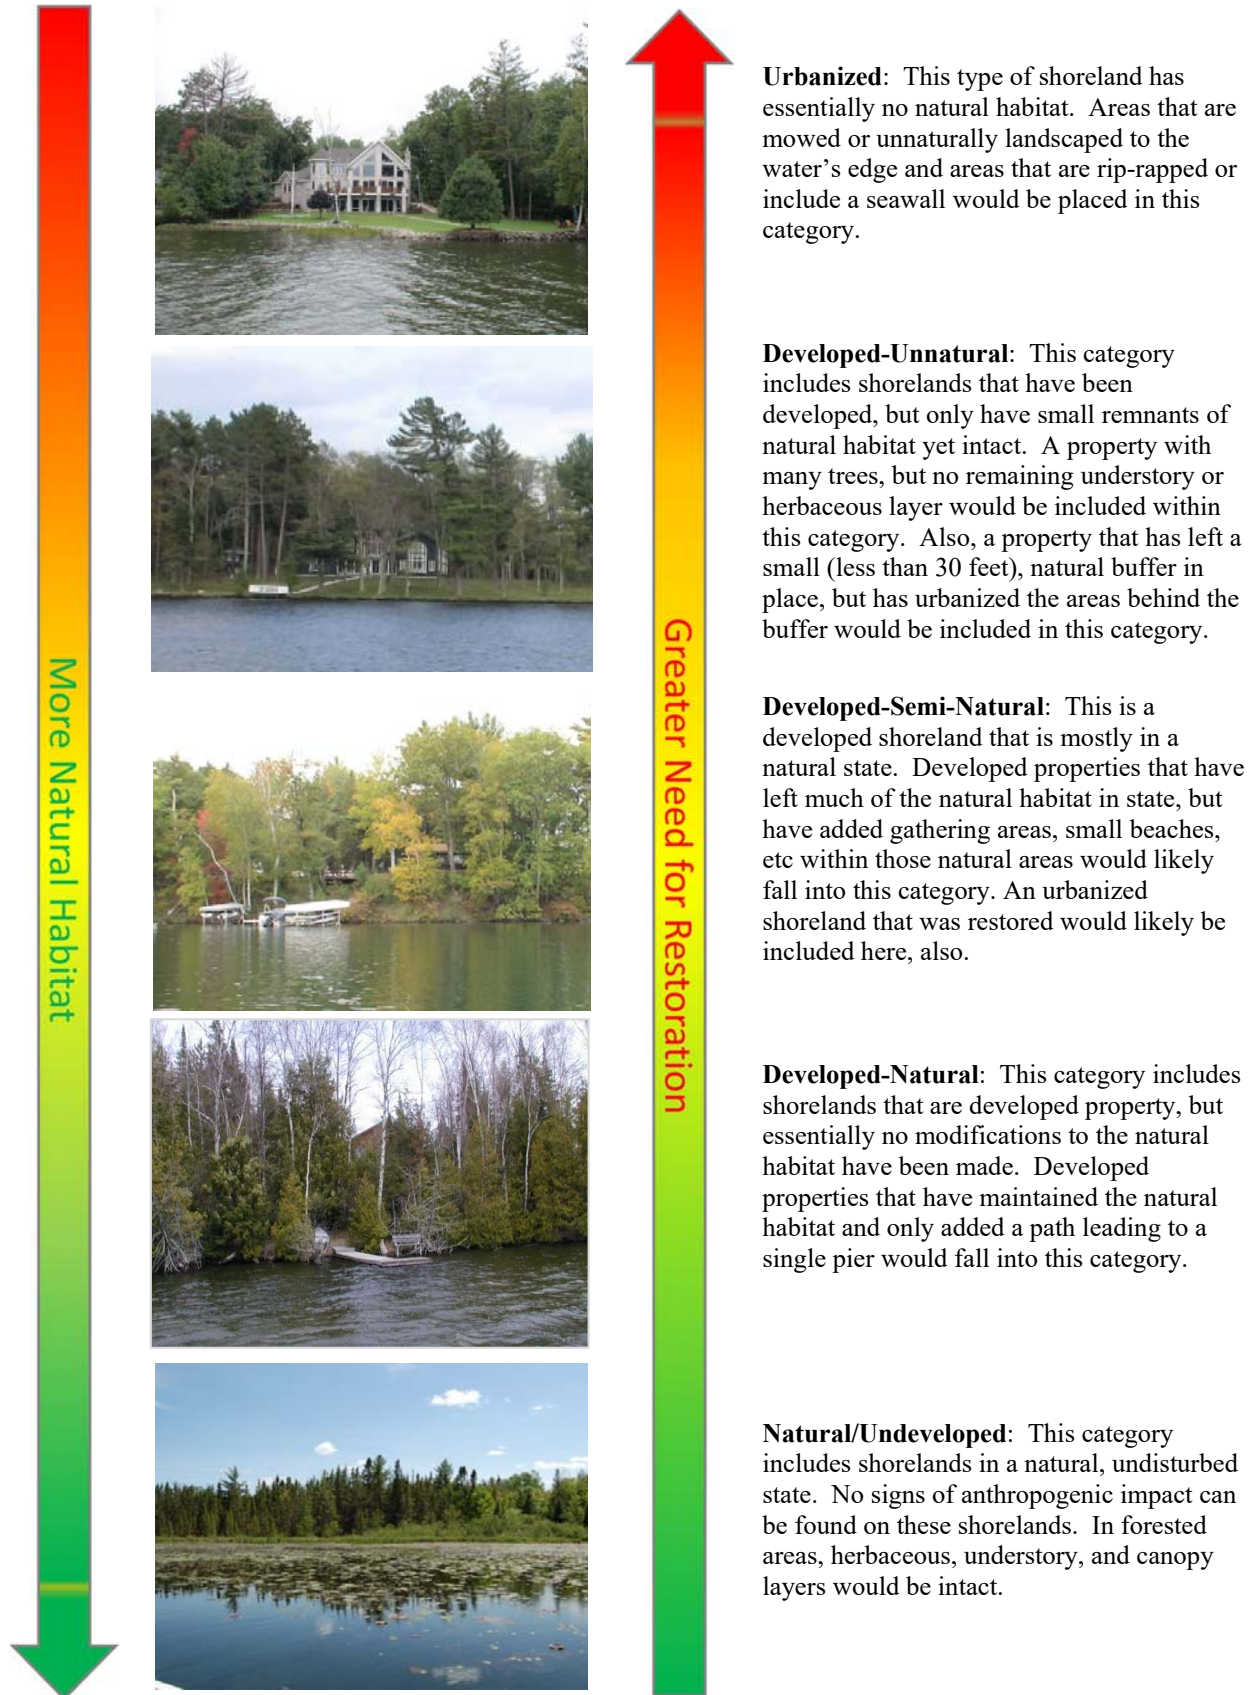 Urbanized:  This type of shoreland has
essentially no natural habitat.  Areas that are
mowed or unnaturally landscaped to the
water’s edge and areas that are rip-rapped or
include a seawall would be placed in this
category.
Developed-Unnatural:  This category
includes shorelands that have been
developed, but only have small remnants of
natural habitat yet intact.  A property with
many trees, but no remaining understory or
herbaceous layer would be included within
this category.  Also, a property that has left a
small (less than 30 feet), natural buffer in
place, but has urbanized the areas behind the
buffer would be included in this category.
More Natural Habitat
Greater Need for Restoration
Developed-Semi-Natural:  This is a
developed shoreland that is mostly in a
natural state.  Developed properties that have
left much of the natural habitat in state, but
have added gathering areas, small beaches,
etc within those natural areas would likely
fall into this category. An urbanized
shoreland that was restored would likely be
included here, also.
Developed-Natural:  This category includes
shorelands that are developed property, but
essentially no modifications to the natural
habitat have been made.  Developed
properties that have maintained the natural
habitat and only added a path leading to a
single pier would fall into this category.
Natural/Undeveloped:  This category
includes shorelands in a natural, undisturbed
state.  No signs of anthropogenic impact can
be found on these shorelands.  In forested
areas, herbaceous, understory, and canopy
layers would be intact.